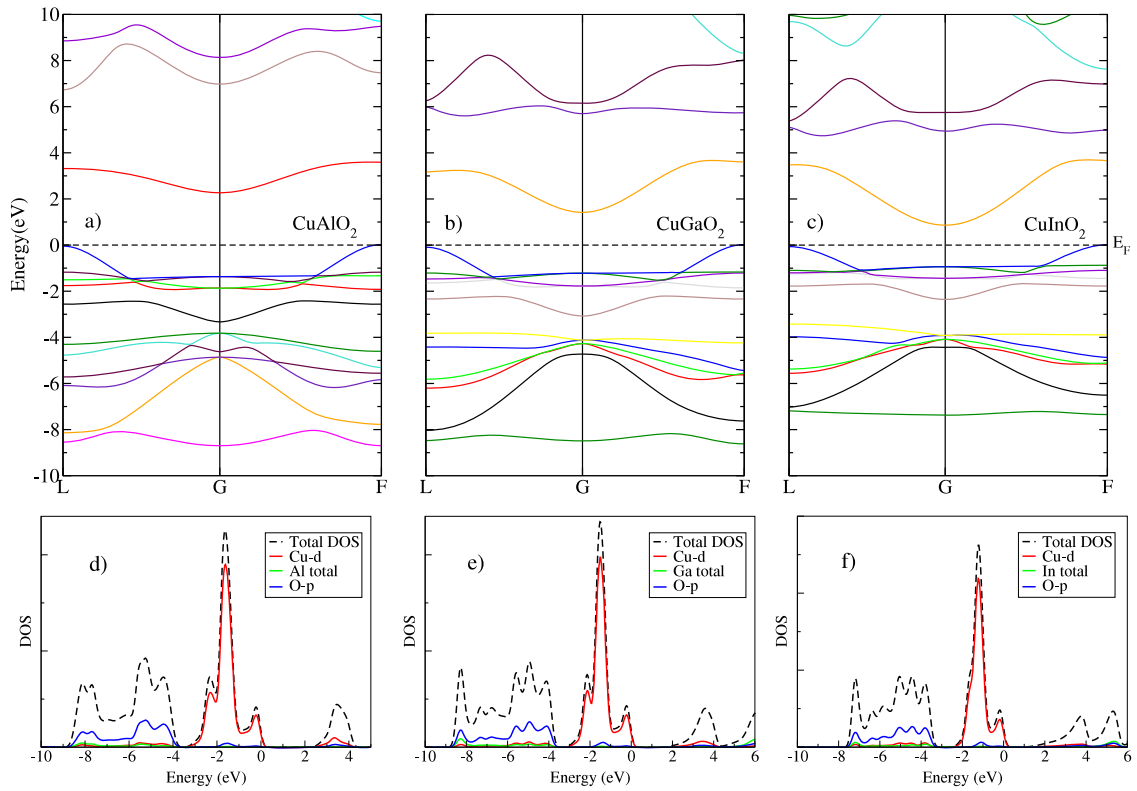 10
8
6
4
2
0
-2
-4
-6
-8
-10
Energy(eV)
a)
CuAlO2
L
G
F
b)
CuGaO2
L
G
F
c)
CuInO2
EF
L
G
F
d)
Total DOS
Cu-d
Al total
O-p
DOS
-10 -8 -6 -4 -2 0 2 4
Energy (eV)
e)
Total DOS
Cu-d
Ga total
O-p
DOS
-10 -8 -6 -4 -2 0 2 4 6
Energy (eV)
f)
Total DOS
Cu-d
In total
O-p
DOS
-10 -8 -6 -4 -2 0 2 4 6
Energy (eV)